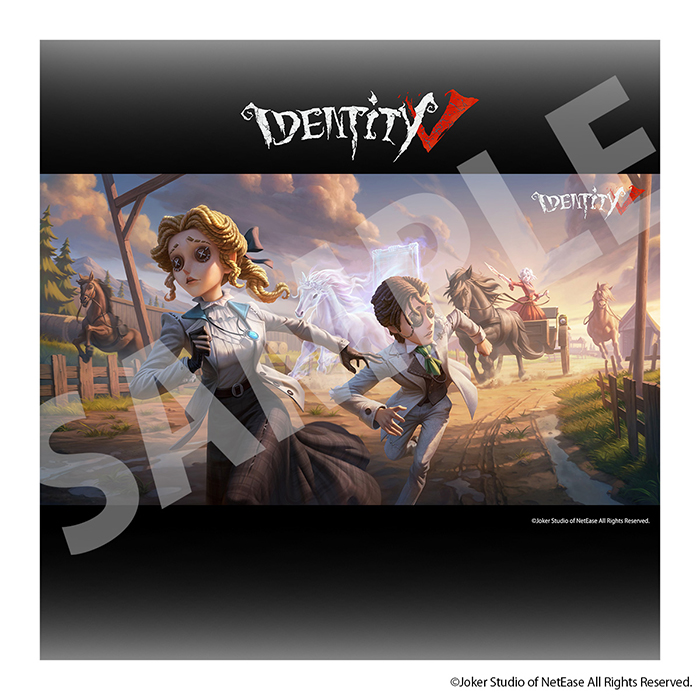 IDENTITY V
IDENTITY V
SAMPLE
©Joker Studio of NetEase All Rights Reserved.
©Joker Studio of NetEase All Rights Reserved.